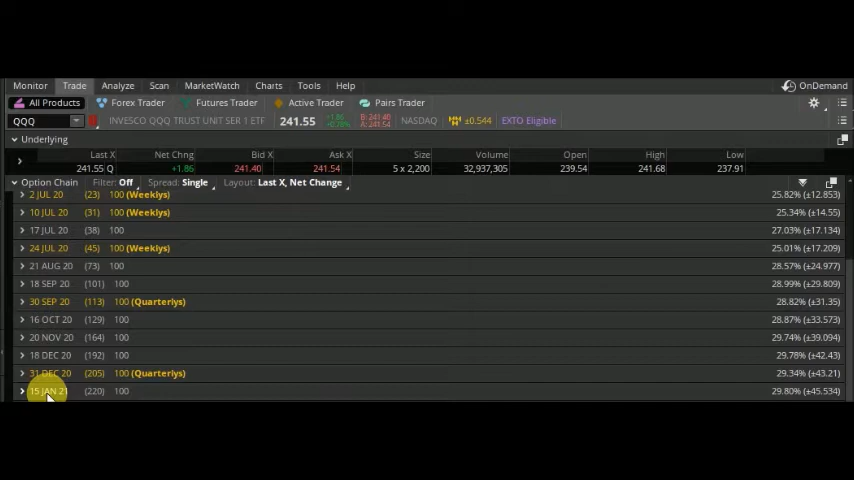 Monitor Trade Analyze Scan MarketWatch Charts Tools Help OnDemand
All Products Forex Trader Futures Trader Active Trader Pairs Trader
QQQ INVESCO QQQ TRUST UNIT SER 1 ETF 241.55 +1.86 +0.78% B: 241.40 A: 241.54 NASDAQ ±0.544 EXTO Eligible
Underlying
Last X Net Chng Bid X Ask X Size Volume Open High Low
241.55 Q +1.86 241.40 241.54 5 x 2,200 32,937,305 239.54 241.68 237.91
Option Chain Filter: Off Spread: Single Layout: Last X, Net Change
2 JUL 20 (23) 100 (Weeklys) 25.82% (±12.853)
10 JUL 20 (31) 100 (Weeklys) 25.34% (±14.55)
17 JUL 20 (38) 100 27.03% (±17.134)
24 JUL 20 (45) 100 (Weeklys) 25.01% (±17.209)
21 AUG 20 (73) 100 28.57% (±24.977)
18 SEP 20 (101) 100 28.99% (±29.809)
30 SEP 20 (113) 100 (Quarterlys) 28.82% (±31.35)
16 OCT 20 (129) 100 28.87% (±33.573)
20 NOV 20 (164) 100 29.74% (±39.094)
18 DEC 20 (192) 100 29.78% (±42.43)
31 DEC 20 (205) 100 (Quarterlys) 29.34% (±43.21)
15 JAN 21 (220) 100 29.80% (±45.534)